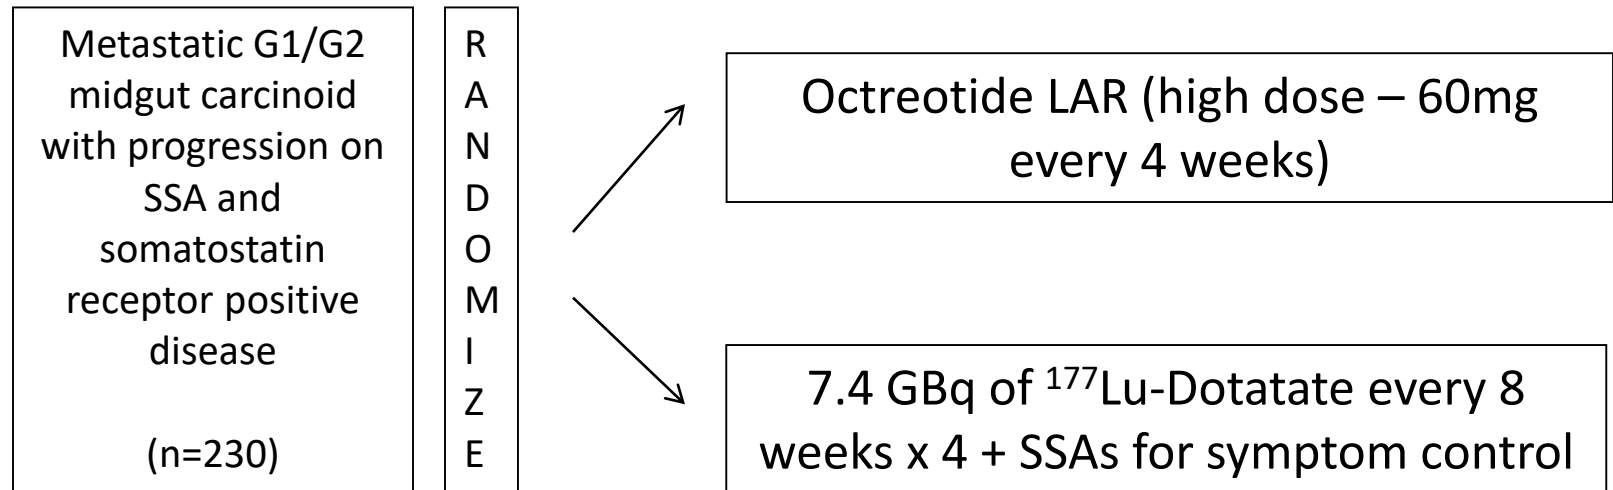 Metastatic G1/G2
midgut carcinoid
with progression on
SSA and
somatostatin
receptor positive
disease
(n=230)
R
A
N
D
O
M
I
Z
E
Octreotide LAR (high dose – 60mg
every 4 weeks)
7.4 GBq of ¹⁷⁷Lu-Dotatate every 8
weeks x 4 + SSAs for symptom control